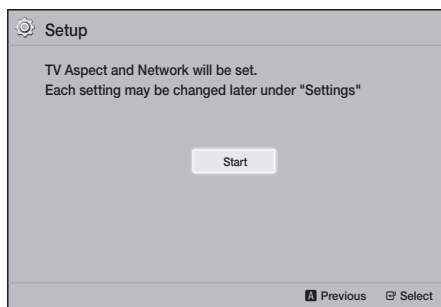 Setup
TV Aspect and Network will be set.
Each setting may be changed later under "Settings"
Start
A Previous Select